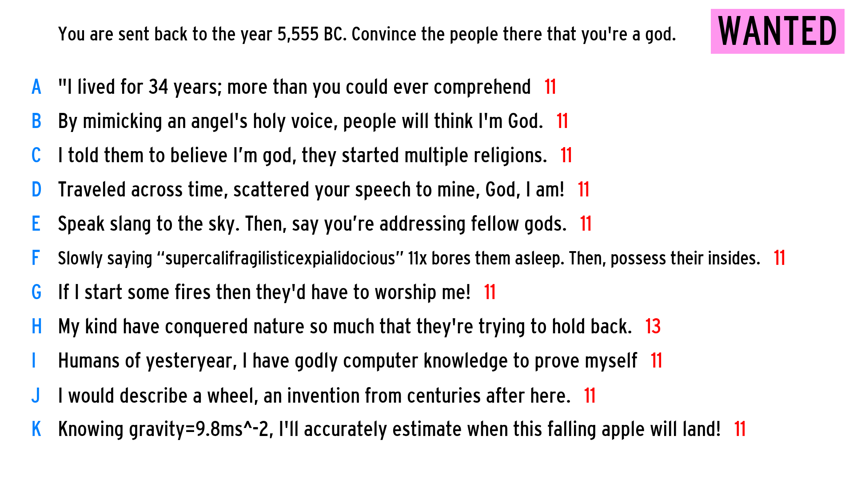 You are sent back to the year 5,555 BC. Convince the people there that you're a god. WANTED
A "I lived for 34 years; more than you could ever comprehend 11
B By mimicking an angel's holy voice, people will think I'm God. 11
C I told them to believe I’m god, they started multiple religions. 11
D Traveled across time, scattered your speech to mine, God, I am! 11
E Speak slang to the sky. Then, say you’re addressing fellow gods. 11
F Slowly saying “supercalifragilisticexpialidocious” 11x bores them asleep. Then, possess their insides. 11
G If I start some fires then they'd have to worship me! 11
H My kind have conquered nature so much that they're trying to hold back. 13
I Humans of yesteryear, I have godly computer knowledge to prove myself 11
J I would describe a wheel, an invention from centuries after here. 11
K Knowing gravity=9.8ms^-2, I'll accurately estimate when this falling apple will land! 11